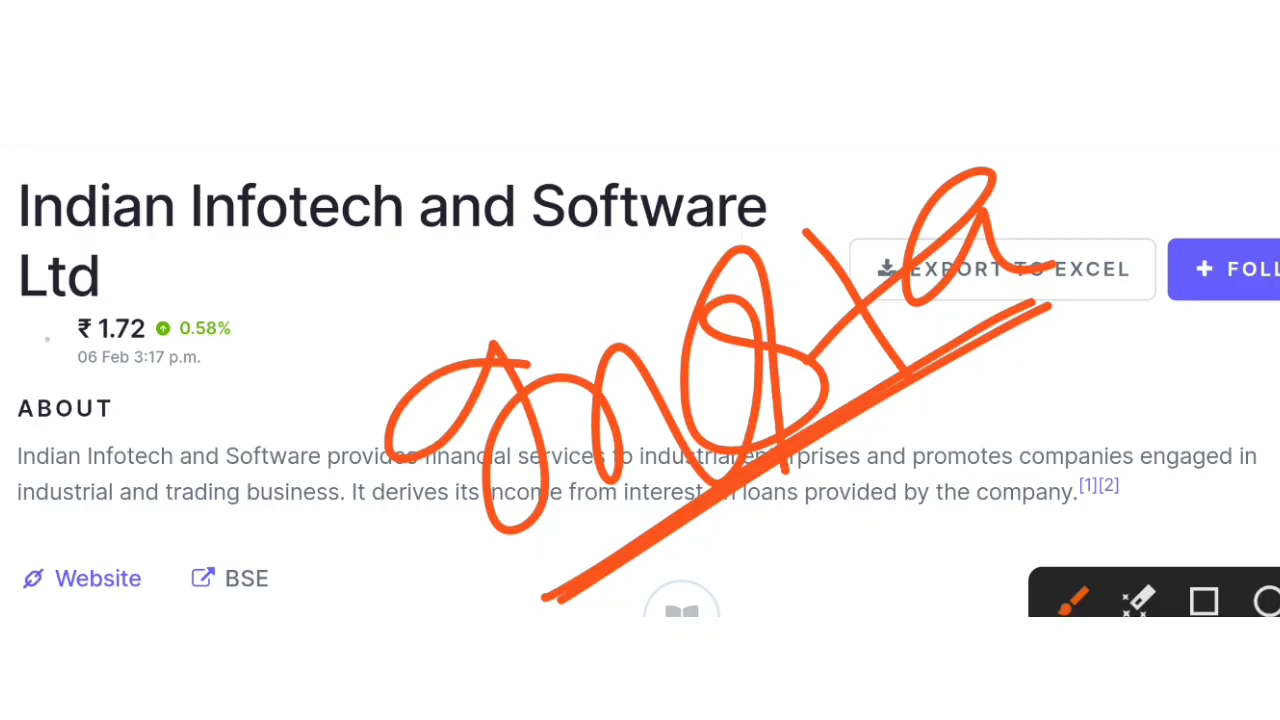 Indian Infotech and Software
Ltd
EXPORT TO EXCEL
+ FOLL
₹ 1.72 0.58%
06 Feb 3:17 p.m.
ABOUT
Indian Infotech and Software provides financial services to industrial enterprises and promotes companies engaged in
industrial and trading business. It derives its income from interest on loans provided by the company.[1][2]
Website BSE